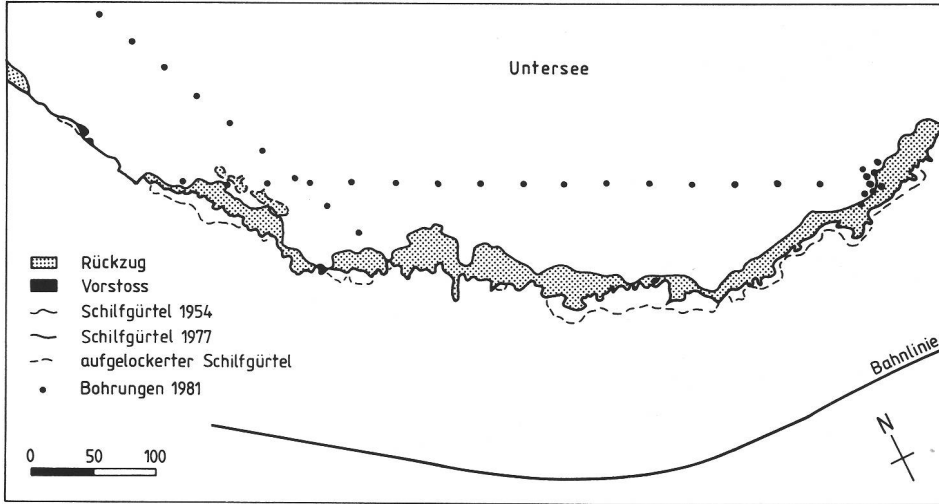 Untersee
Rückzug
Vorstoss
Schilfgürtel 1954
Schilfgürtel 1977
aufgelockerter Schilfgürtel
Bohrungen 1981
Bahnlinie
N
0 50 100